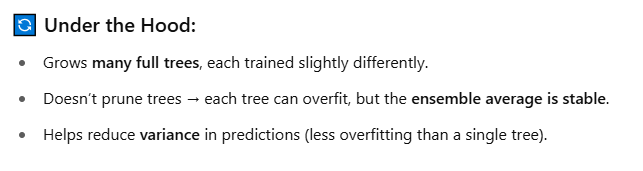 🔄 Under the Hood:
• Grows many full trees, each trained slightly differently.
• Doesn’t prune trees → each tree can overfit, but the ensemble average is stable.
• Helps reduce variance in predictions (less overfitting than a single tree).